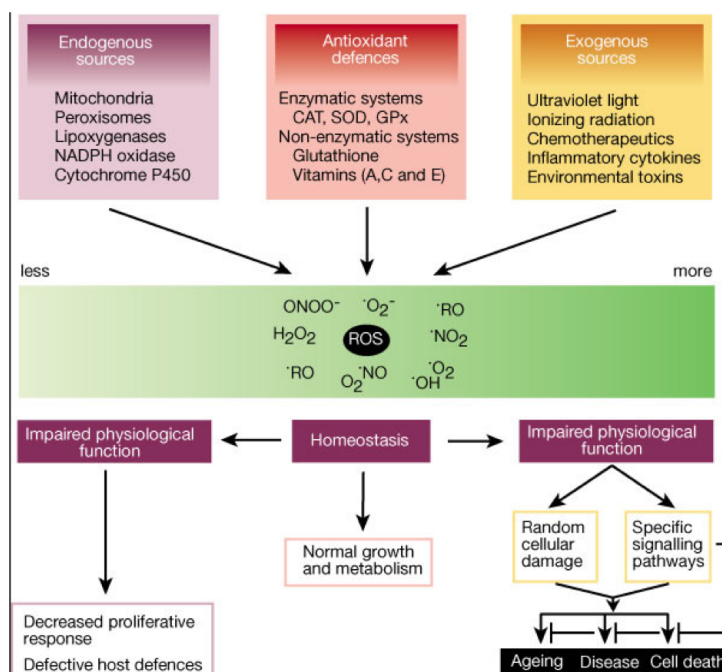 Endogenous
sources
Mitochondria
Peroxisomes
Lipoxygenases
NADPH oxidase
Cytochrome P450
Antioxidant
defences
Enzymatic systems
CAT, SOD, GPx
Non-enzymatic systems
Glutathione
Vitamins (A,C and E)
Exogenous
sources
Ultraviolet light
Ionizing radiation
Chemotherapeutics
Inflammatory cytokines
Environmental toxins
less
more
ONOO⁻
·O₂⁻
·RO
H₂O₂
ROS
·NO₂
·RO
O₂
·NO
·OH
·O₂
Impaired physiological
function
Homeostasis
Impaired physiological
function
Normal growth
and metabolism
Random
cellular
damage
Specific
signalling
pathways
Decreased proliferative
response
Defective host defences
Ageing
Disease
Cell death